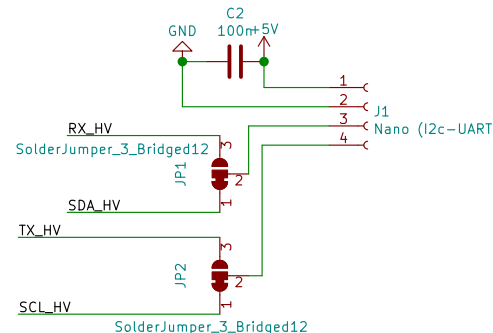 C2
GND
100n
+5V
1
2
J1
3
Nano (I2c-UART
4
RX_HV
3
SolderJumper_3_Bridged12
JP1
2
1
SDA_HV
TX_HV
3
JP2
2
1
SCL_HV
SolderJumper_3_Bridged12